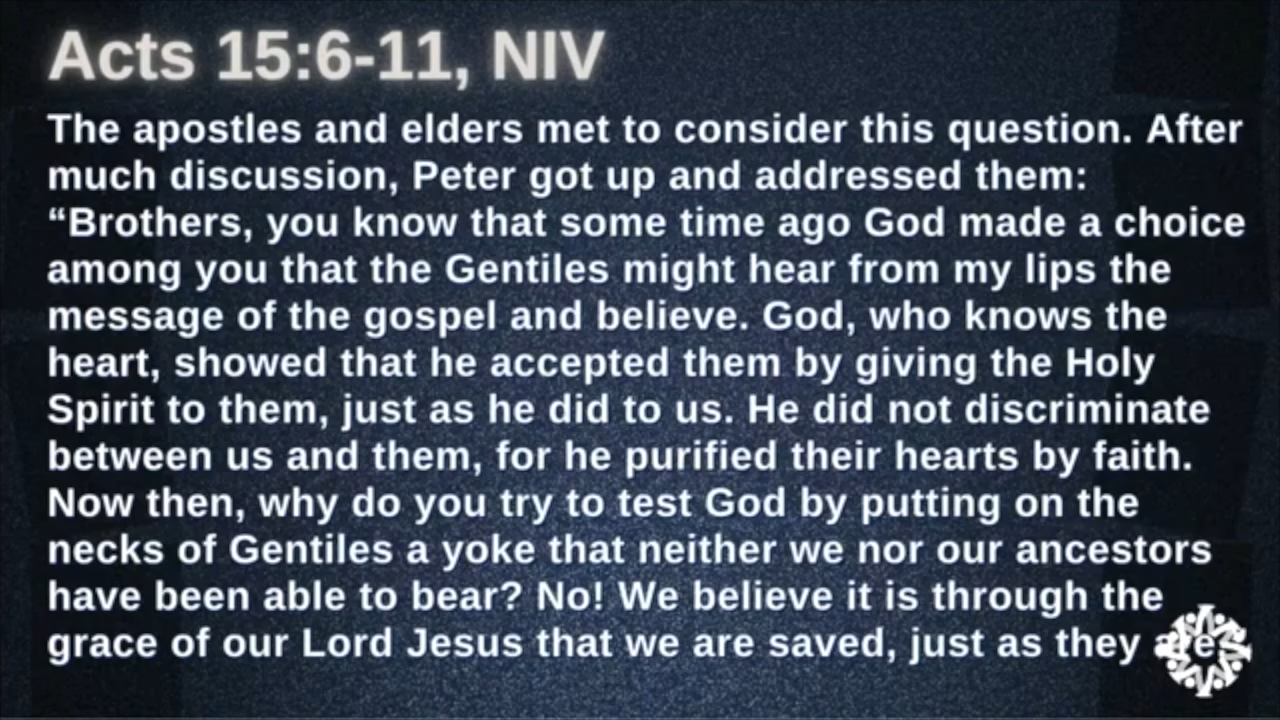 Acts 15:6-11, NIV
The apostles and elders met to consider this question. After
much discussion, Peter got up and addressed them:
“Brothers, you know that some time ago God made a choice
among you that the Gentiles might hear from my lips the
message of the gospel and believe. God, who knows the
heart, showed that he accepted them by giving the Holy
Spirit to them, just as he did to us. He did not discriminate
between us and them, for he purified their hearts by faith.
Now then, why do you try to test God by putting on the
necks of Gentiles a yoke that neither we nor our ancestors
have been able to bear? No! We believe it is through the
grace of our Lord Jesus that we are saved, just as they